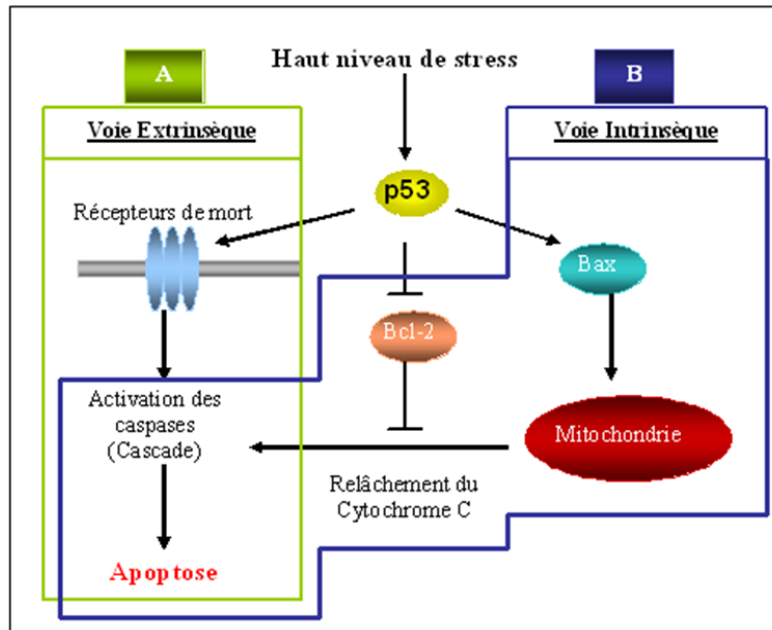 Haut niveau de stress
A
B
Voie Extrinsèque
Voie Intrinsèque
p53
Récepteurs de mort
Bax
Bcl-2
Activation des
caspases
(Cascade)
Mitochondrie
Relâchement du
Cytochrome C
Apoptose